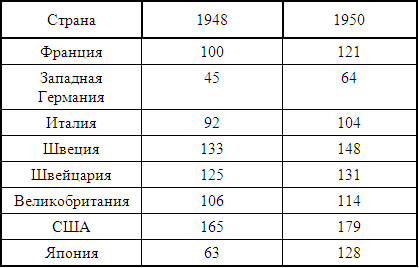 Страна 1948 1950
Франция 100 121
Западная 45 64
Германия
Италия 92 104
Швеция 133 148
Швейцария 125 131
Великобритания 106 114
США 165 179
Япония 63 128